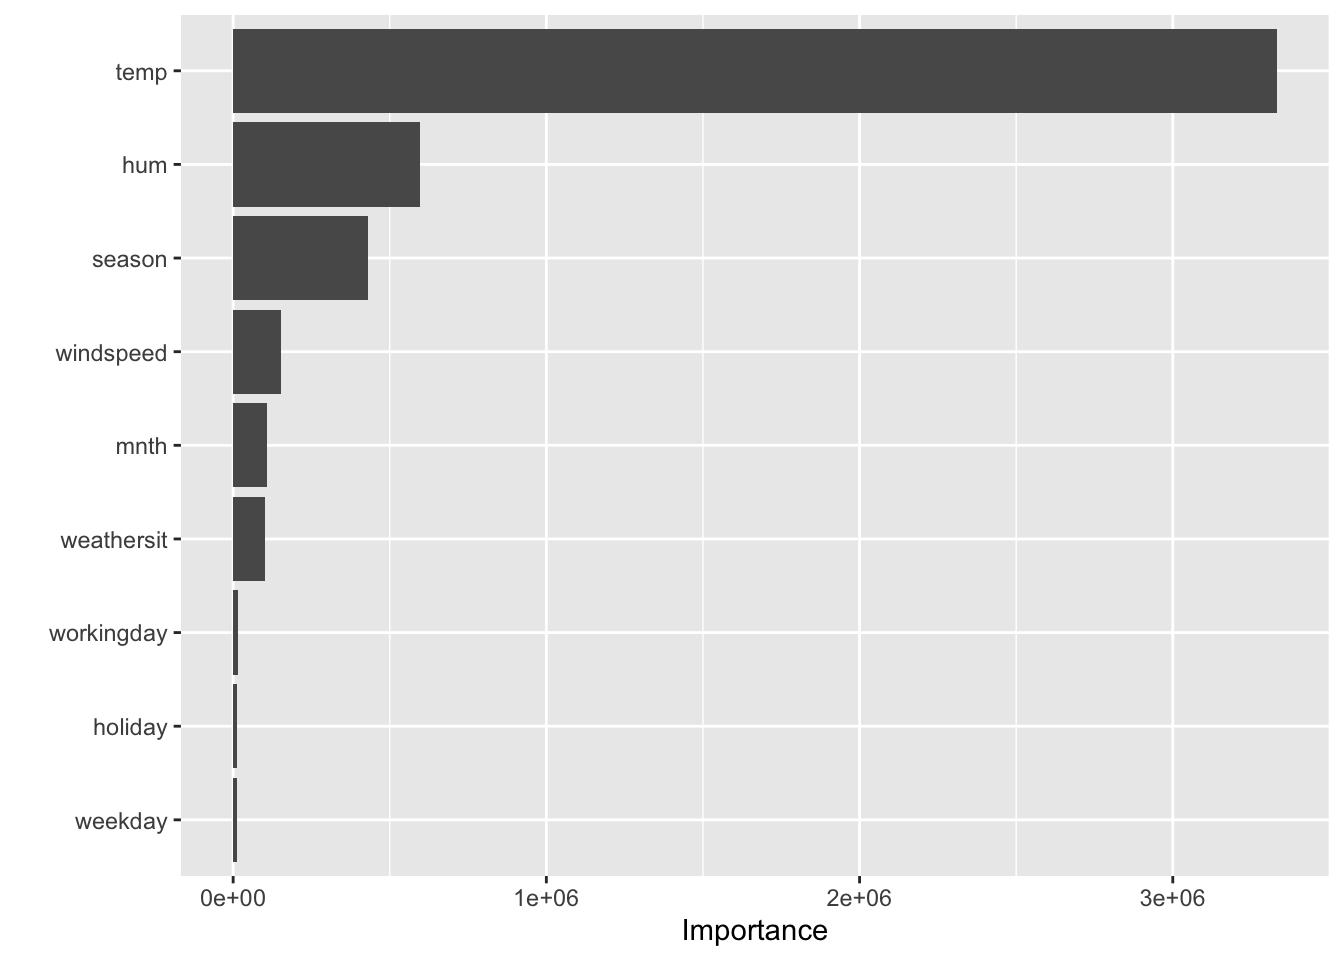 temp
hum
season
windspeed
mnth
weathersit
workingday
holiday
weekday
0e+00 1e+06 2e+06 3e+06
Importance